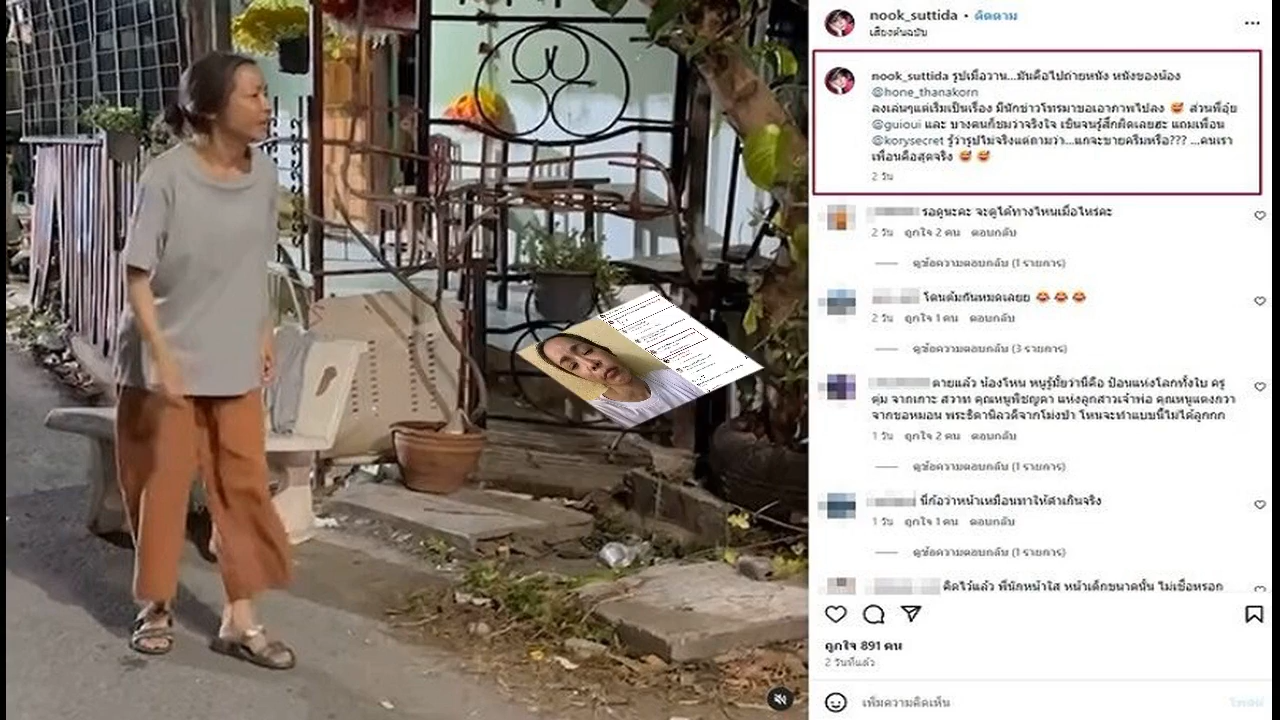 nook_suttida • ติดตาม
เสียงต้นฉบับ
nook_suttida รูปเมื่อวาน...มันคือไปถ่ายหนัง หนังของน้อง
@hone_thanakorn
ลงเล่นๆแต่เริ่มเป็นเรื่อง มีนักข่าวโทรมาขอเอาภาพไปลง 😅 ส่วนพี่อุ๋ย
@guioui และ บางคนก็ชมว่าจริงใจ เขินจนรู้สึกผิดเลยฮะ แถมเพื่อน
@korysecret รู้ว่ารูปไม่จริงแต่ถามว่า...แกจะขายครีมหรือ??? ...คนเรา
เพื่อนคือสุดจริง 😅 😅
2 วัน
รอดูนะคะ จะดูได้ทางไหนเมื่อไหร่คะ
2 วัน ถูกใจ 2 คน ตอบกลับ
ดูข้อความตอบกลับ (1 รายการ)
โดนต้มกันหมดเลยย 😂 😂 😂
2 วัน ถูกใจ 1 คน ตอบกลับ
ดูข้อความตอบกลับ (3 รายการ)
ตายแล้ว น้องโหน หนูรู้มั้ยว่านี่คือ ป้อนแห่งโลกทั้งใบ ครู
ตุ่ม จากเกาะ สวาท คุณหนูพิชญดา แห่งลูกสาวเจ้าพ่อ คุณหนูแตงกวา
จากขอหมอน พระธิดานิลวดีจากโม่งป่า โหนจะทำแบบนี้ไม่ได้ลูกกก
1 วัน ถูกใจ 2 คน ตอบกลับ
ดูข้อความตอบกลับ (1 รายการ)
นี่ก้อว่าหน้าเหมือนทาให้ดำเกินจริง
1 วัน ถูกใจ 1 คน ตอบกลับ
ดูข้อความตอบกลับ (1 รายการ)
คิดไว้แล้ว พี่นุ๊กหน้าใส หน้าเด็กขนาดนั้น ไม่เชื่อหรอก
ถูกใจ 891 คน
2 วันที่แล้ว
เพิ่มความคิดเห็น
โพสต์